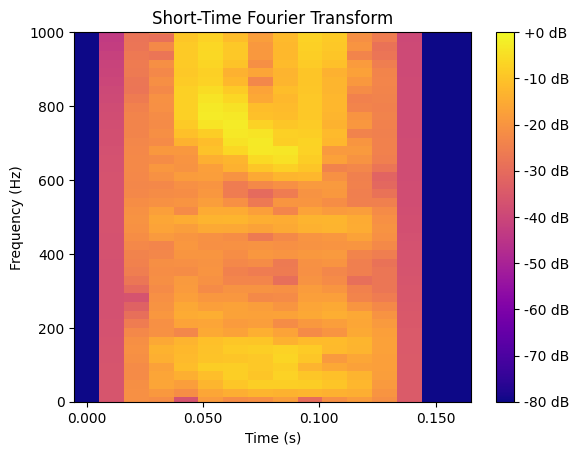 Short-Time Fourier Transform
1000
800
600
400
200
0
Frequency (Hz)
0.000
0.050
0.100
0.150
Time (s)
+0 dB
-10 dB
-20 dB
-30 dB
-40 dB
-50 dB
-60 dB
-70 dB
-80 dB